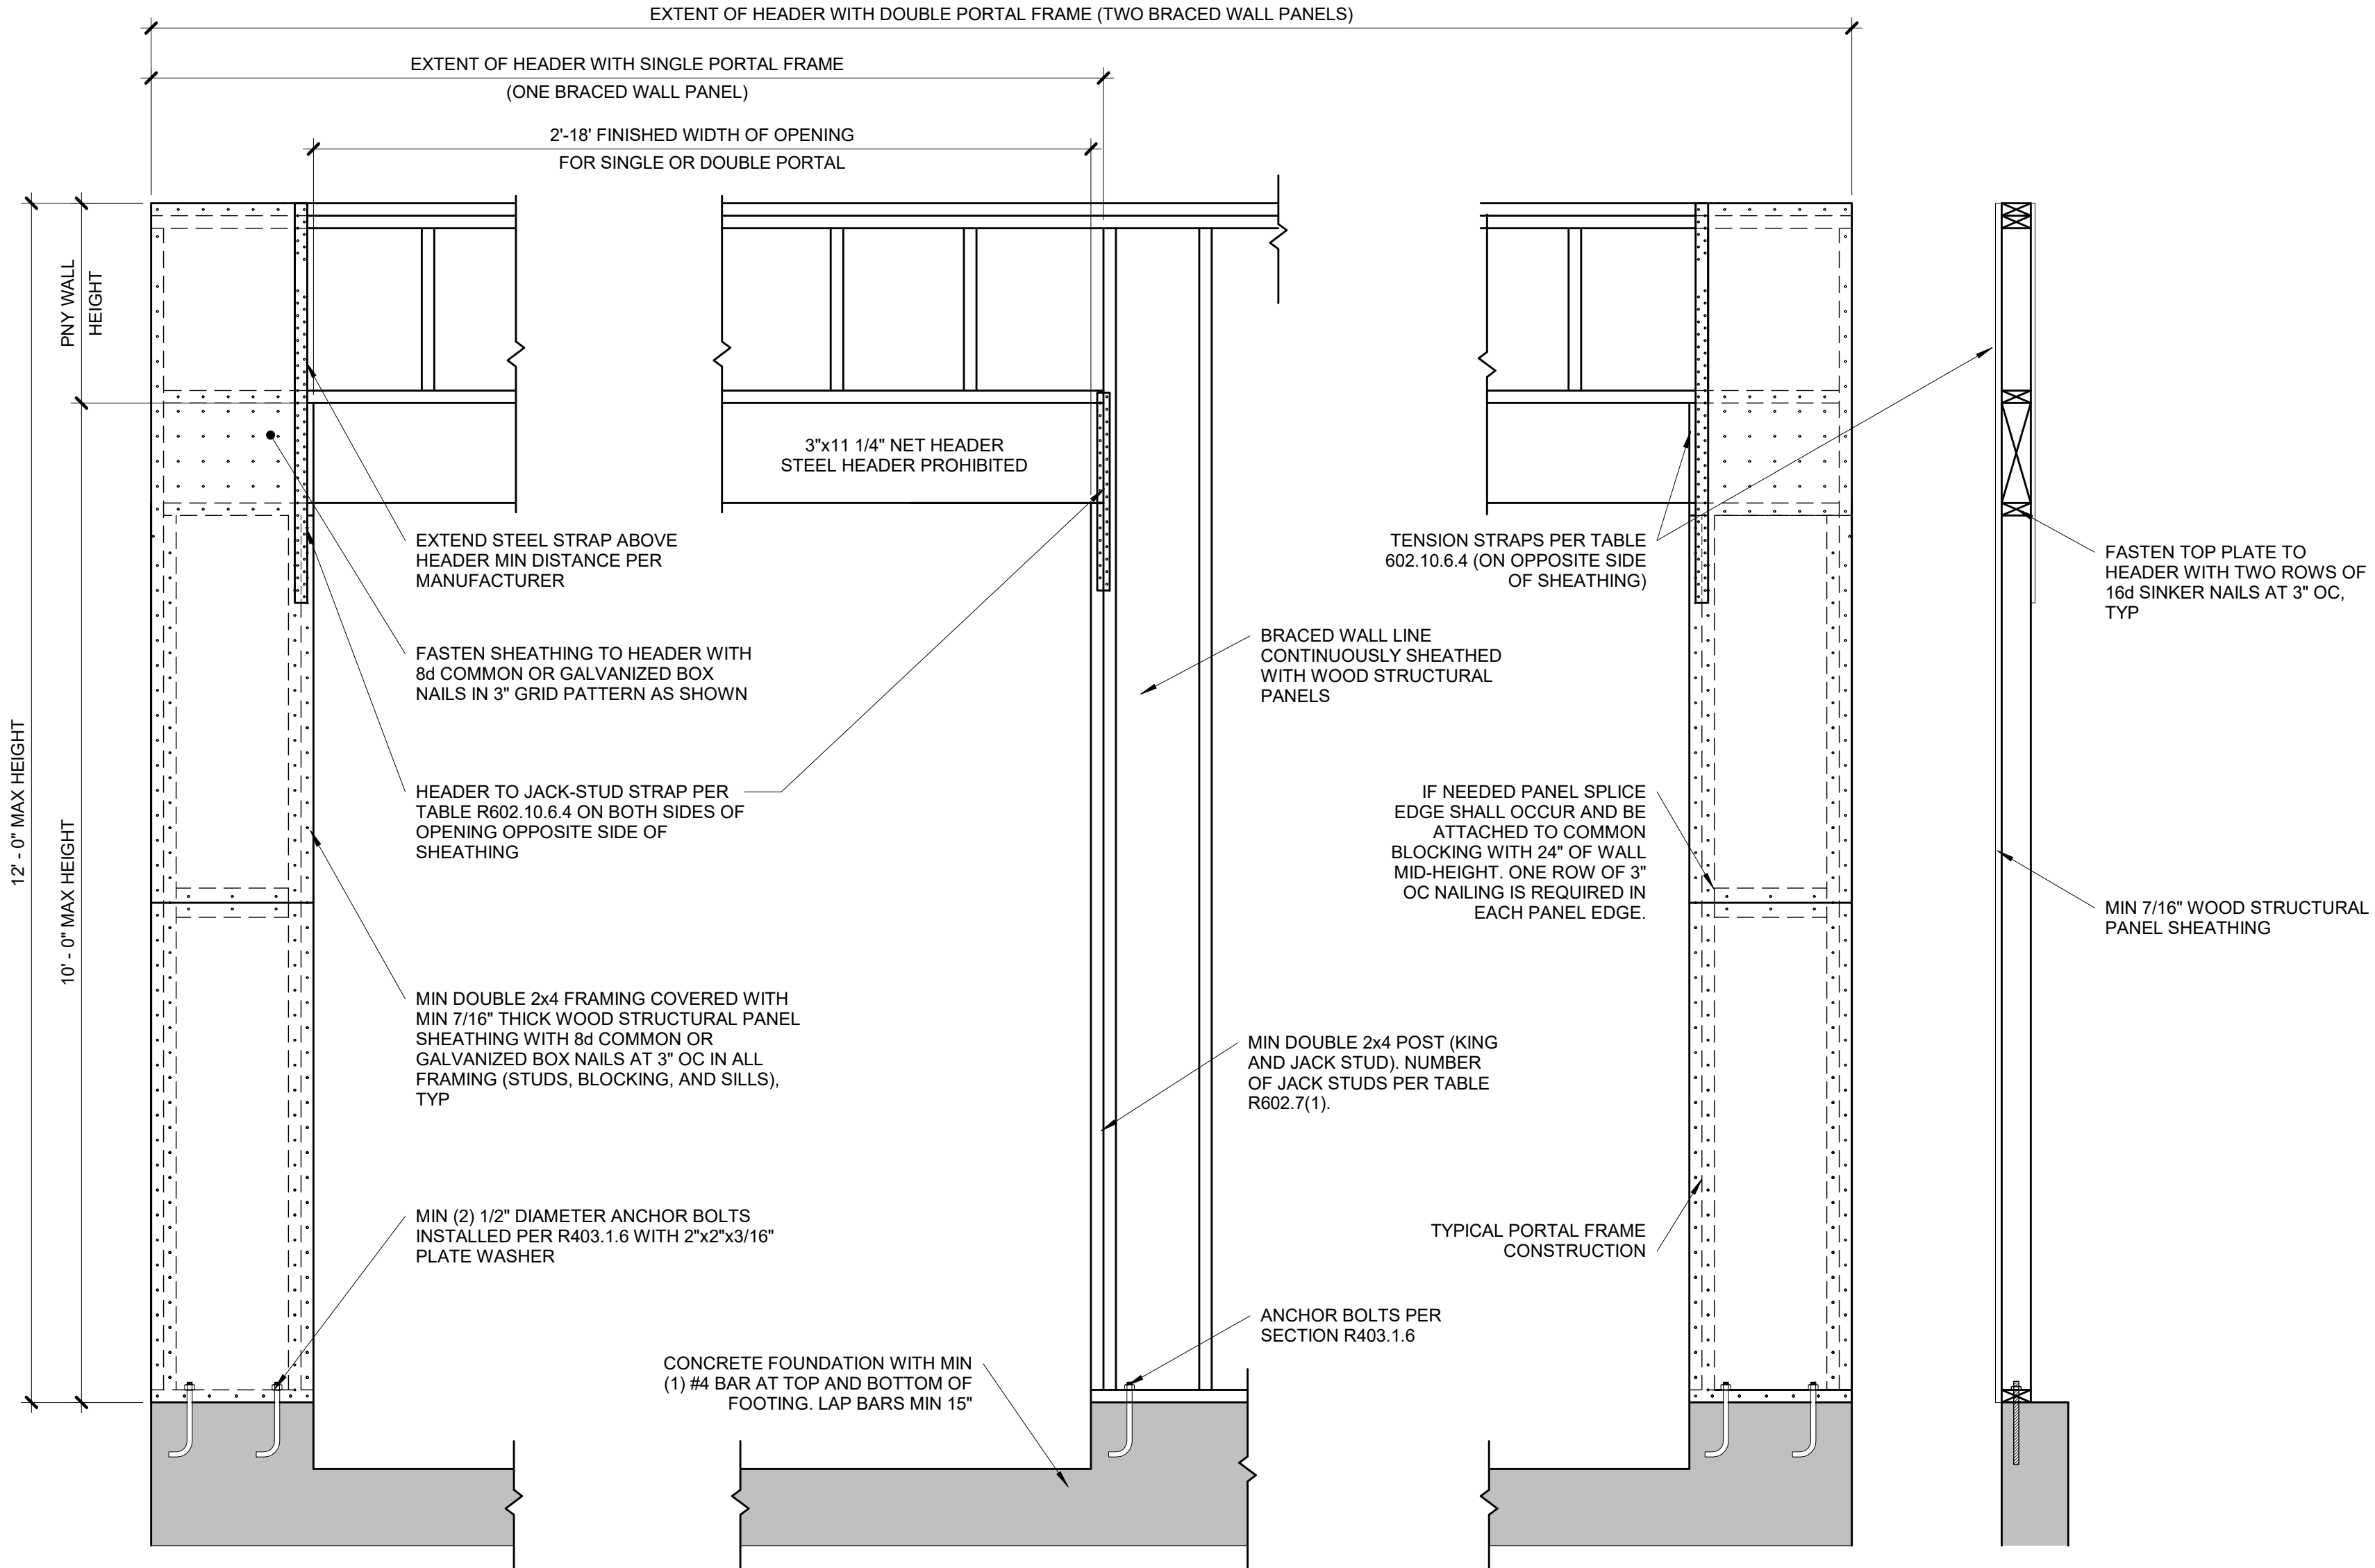 EXTENT OF HEADER WITH DOUBLE PORTAL FRAME (TWO BRACED WALL PANELS)
EXTENT OF HEADER WITH SINGLE PORTAL FRAME
(ONE BRACED WALL PANEL)
2'-18' FINISHED WIDTH OF OPENING
FOR SINGLE OR DOUBLE PORTAL
PNY WALL
HEIGHT
12' - 0" MAX HEIGHT
10' - 0" MAX HEIGHT
3"x11 1/4" NET HEADER
STEEL HEADER PROHIBITED
EXTEND STEEL STRAP ABOVE
HEADER MIN DISTANCE PER
MANUFACTURER
FASTEN SHEATHING TO HEADER WITH
8d COMMON OR GALVANIZED BOX
NAILS IN 3" GRID PATTERN AS SHOWN
HEADER TO JACK-STUD STRAP PER
TABLE R602.10.6.4 ON BOTH SIDES OF
OPENING OPPOSITE SIDE OF
SHEATHING
MIN DOUBLE 2x4 FRAMING COVERED WITH
MIN 7/16" THICK WOOD STRUCTURAL PANEL
SHEATHING WITH 8d COMMON OR
GALVANIZED BOX NAILS AT 3" OC IN ALL
FRAMING (STUDS, BLOCKING, AND SILLS),
TYP
MIN (2) 1/2" DIAMETER ANCHOR BOLTS
INSTALLED PER R403.1.6 WITH 2"x2"x3/16"
PLATE WASHER
CONCRETE FOUNDATION WITH MIN
(1) #4 BAR AT TOP AND BOTTOM OF
FOOTING. LAP BARS MIN 15"
TENSION STRAPS PER TABLE
602.10.6.4 (ON OPPOSITE SIDE
OF SHEATHING)
BRACED WALL LINE
CONTINUOUSLY SHEATHED
WITH WOOD STRUCTURAL
PANELS
IF NEEDED PANEL SPLICE
EDGE SHALL OCCUR AND BE
ATTACHED TO COMMON
BLOCKING WITH 24" OF WALL
MID-HEIGHT. ONE ROW OF 3"
OC NAILING IS REQUIRED IN
EACH PANEL EDGE.
MIN DOUBLE 2x4 POST (KING
AND JACK STUD). NUMBER
OF JACK STUDS PER TABLE
R602.7(1).
TYPICAL PORTAL FRAME
CONSTRUCTION
ANCHOR BOLTS PER
SECTION R403.1.6
FASTEN TOP PLATE TO
HEADER WITH TWO ROWS OF
16d SINKER NAILS AT 3" OC,
TYP
MIN 7/16" WOOD STRUCTURAL
PANEL SHEATHING